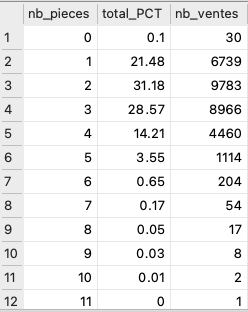 nb_pieces total_PCT nb_ventes
1 0 0.1 30
2 1 21.48 6739
3 2 31.18 9783
4 3 28.57 8966
5 4 14.21 4460
6 5 3.55 1114
7 6 0.65 204
8 7 0.17 54
9 8 0.05 17
10 9 0.03 8
11 10 0.01 2
12 11 0 1